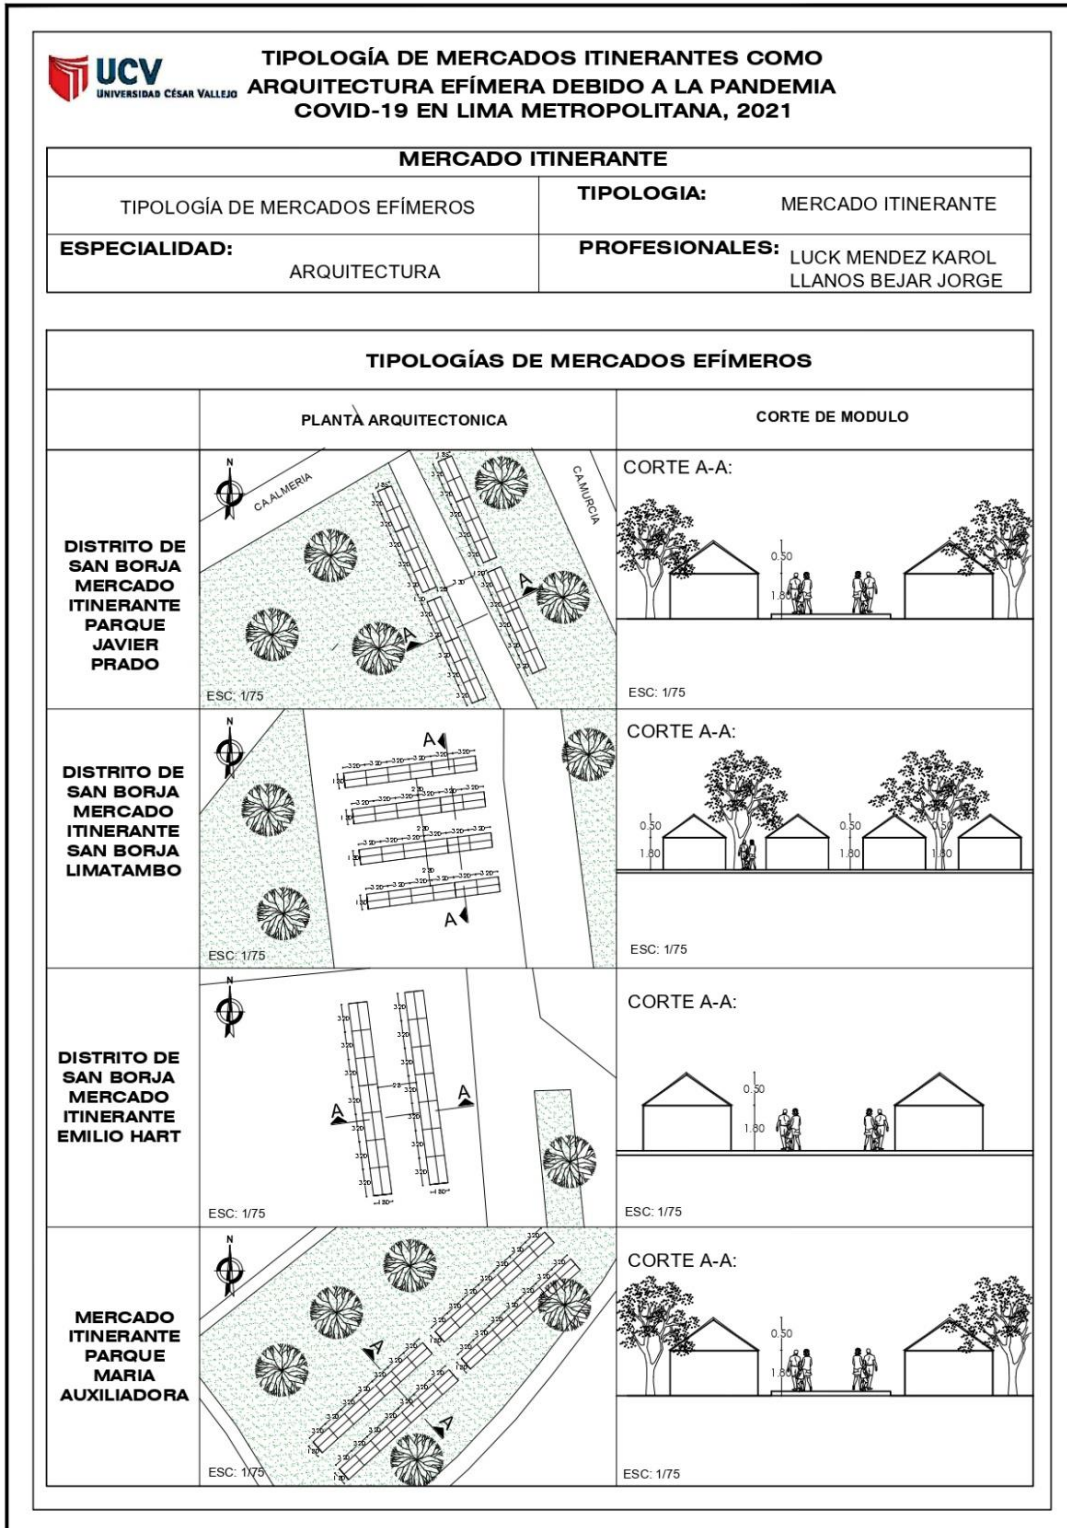 UCV
UNIVERSIDAD CÉSAR VALLEJO
TIPOLOGÍA DE MERCADOS ITINERANTES COMO
ARQUITECTURA EFÍMERA DEBIDO A LA PANDEMIA
COVID-19 EN LIMA METROPOLITANA, 2021
MERCADO ITINERANTE
TIPOLOGÍA DE MERCADOS EFÍMEROS
TIPOLOGIA:
MERCADO ITINERANTE
ESPECIALIDAD:
ARQUITECTURA
PROFESIONALES:
LUCK MENDEZ KAROL
LLANOS BEJAR JORGE
TIPOLOGÍAS DE MERCADOS EFÍMEROS
PLANTA ARQUITECTONICA
CORTE DE MODULO
DISTRITO DE
SAN BORJA
MERCADO
ITINERANTE
PARQUE
JAVIER
PRADO
N
CA.ALMERIA
CA.MURCIA
A
A
ESC: 1/75
CORTE A-A:
0.50
1.80
ESC: 1/75
DISTRITO DE
SAN BORJA
MERCADO
ITINERANTE
SAN BORJA
LIMATAMBO
N
A
A
ESC: 1/75
CORTE A-A:
0.50
1.80
0.50
1.80
0.50
1.80
ESC: 1/75
DISTRITO DE
SAN BORJA
MERCADO
ITINERANTE
EMILIO HART
N
A
A
ESC: 1/75
CORTE A-A:
0.50
1.80
ESC: 1/75
MERCADO
ITINERANTE
PARQUE
MARIA
AUXILIADORA
N
A
A
ESC: 1/75
CORTE A-A:
0.50
1.80
ESC: 1/75